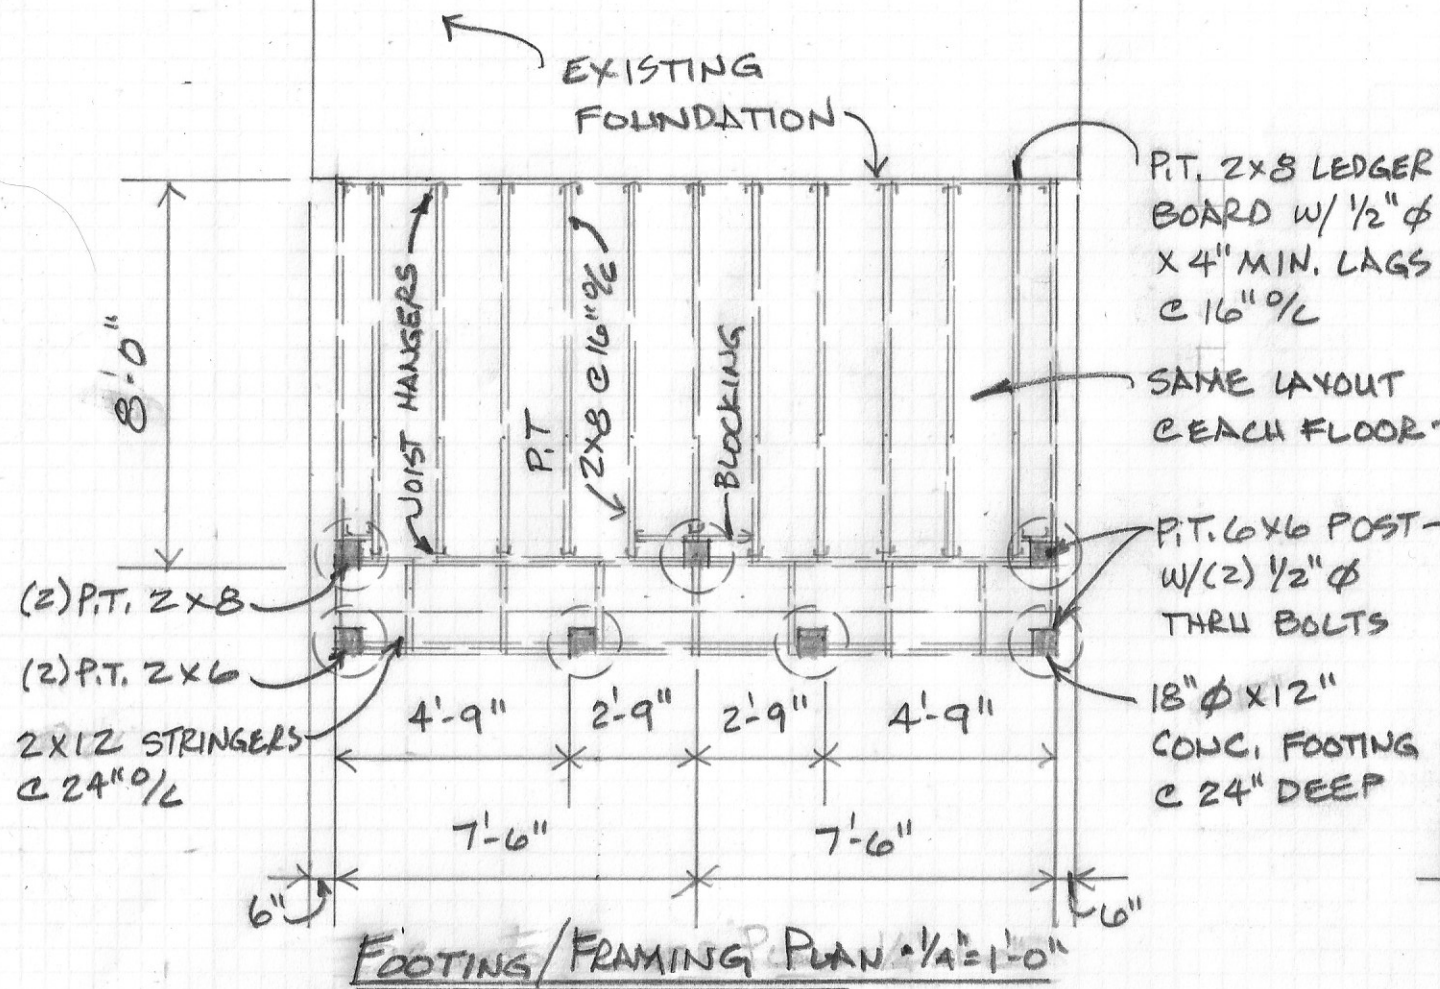 EXISTING
FOUNDATION
P.T. 2X8 LEDGER
BOARD W/ 1/2" Ø
X 4" MIN. LAGS
@ 16" O/C
SAME LAYOUT
@ EACH FLOOR
P.T. 6X6 POST
W/(2) 1/2" Ø
THRU BOLTS
18" Ø X 12"
CONC. FOOTING
@ 24" DEEP
8'-0"
JOIST HANGERS
P.T
2X8 @ 16" O/C
BLOCKING
(2) P.T. 2X8
(2) P.T. 2X6
2X12 STRINGERS
@ 24" O/C
4'-9" 2'-9" 2'-9" 4'-9"
7'-6" 7'-6"
6" 6"
FOOTING/FRAMING PLAN • 1/4" = 1'-0"